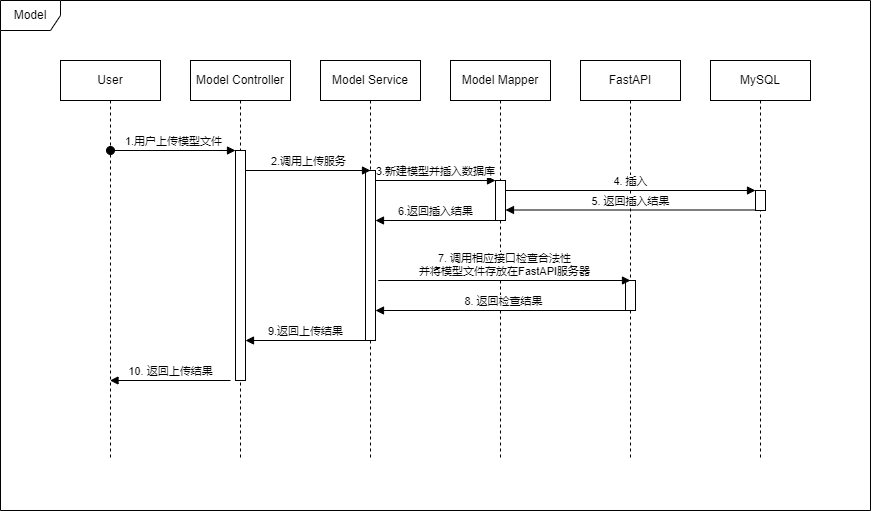 Model
User
Model Controller
Model Service
Model Mapper
FastAPI
MySQL
1.用户上传模型文件
2.调用上传服务
3.新建模型并插入数据库
4. 插入
5. 返回插入结果
6.返回插入结果
7. 调用相应接口检查合法性
并将模型文件存放在FastAPI服务器
8. 返回检查结果
9.返回上传结果
10. 返回上传结果